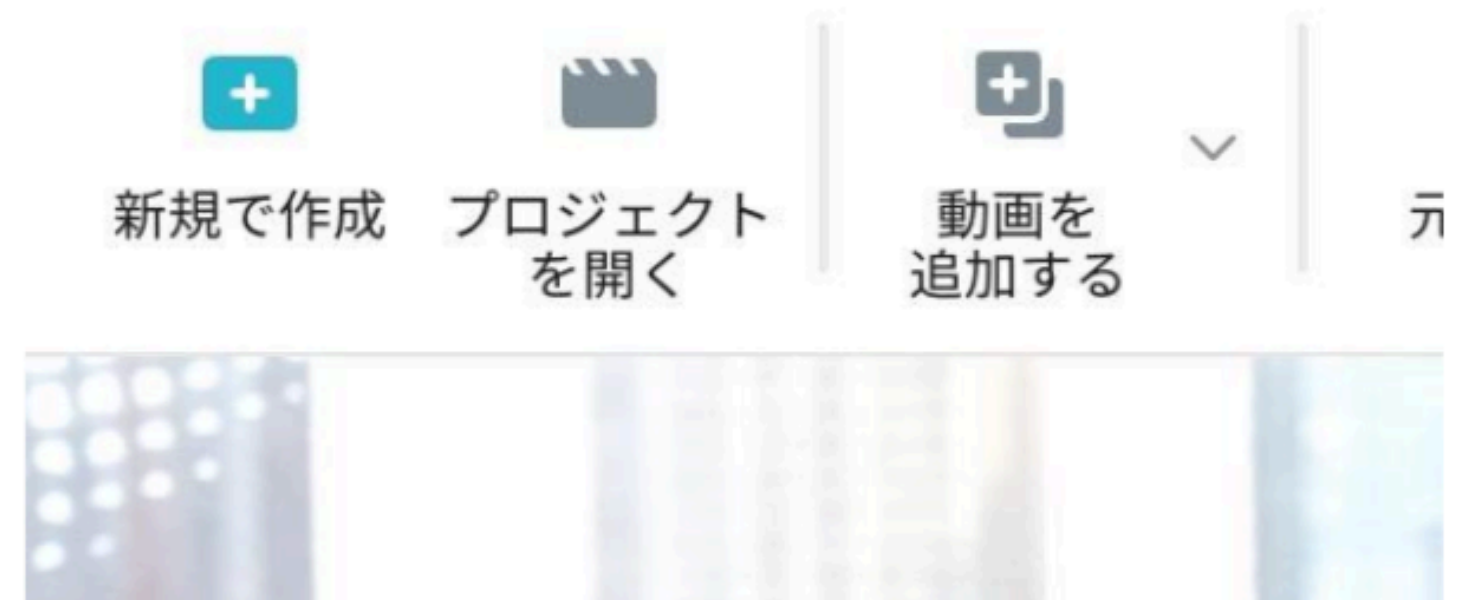 新規で作成
プロジェクト
を開く
動画を
追加する
元